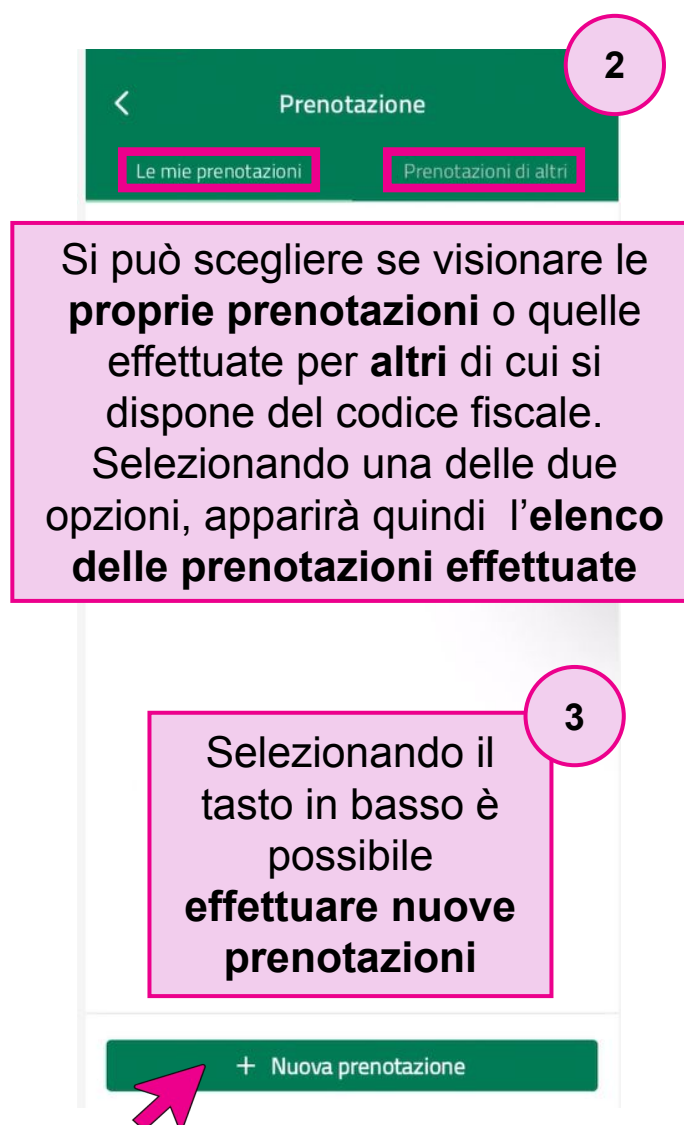 2
Prenotazione
Le mie prenotazioni
Prenotazioni di altri
Si può scegliere se visionare le
proprie prenotazioni o quelle
effettuate per altri di cui si
dispone del codice fiscale.
Selezionando una delle due
opzioni, apparirà quindi l’elenco
delle prenotazioni effettuate
3
Selezionando il
tasto in basso è
possibile
effettuare nuove
prenotazioni
+ Nuova prenotazione